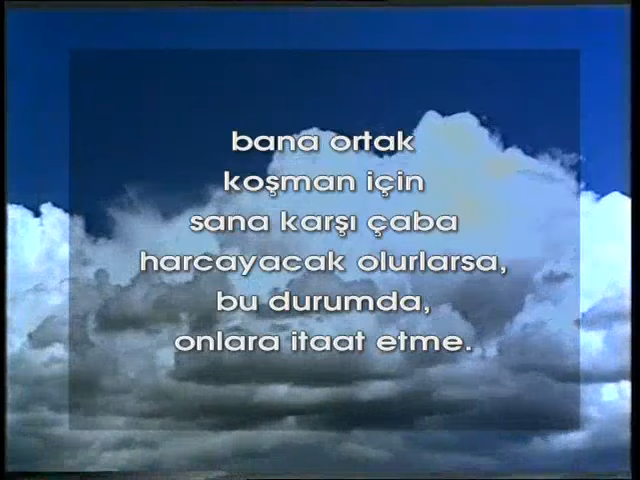 bana ortak
koşman için
sana karşı çaba
harcayacak olurlarsa,
bu durumda,
onlara itaat etme.